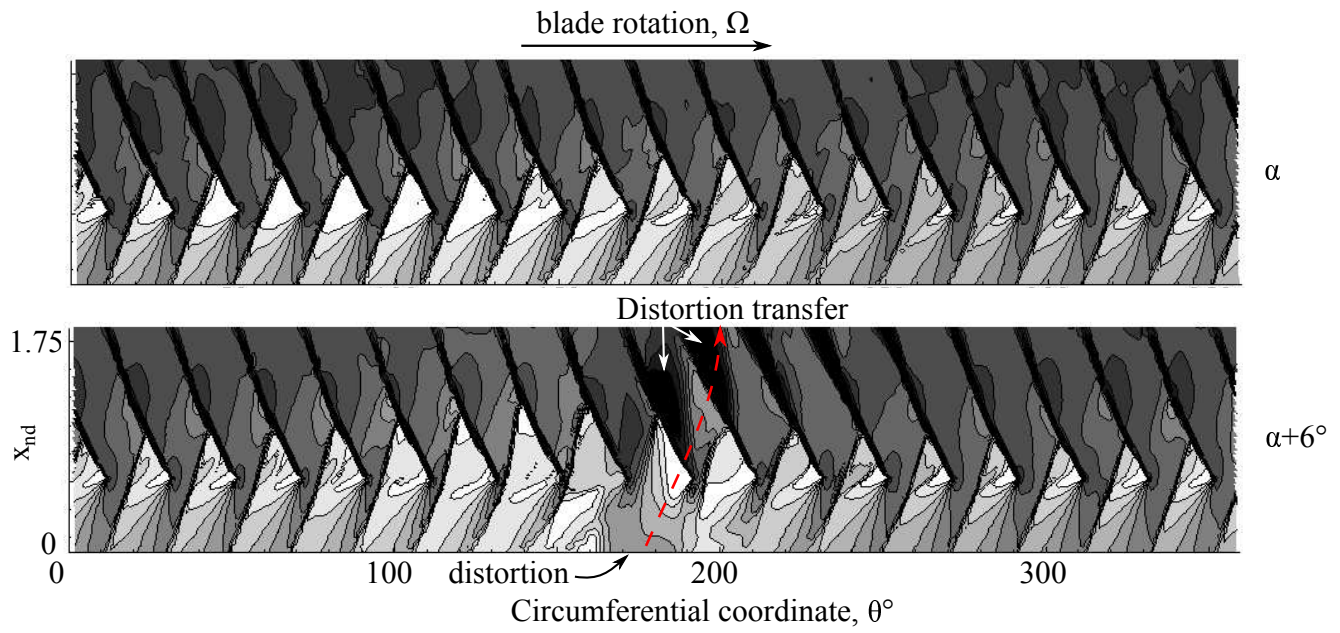 blade rotation, Ω
α
Distortion transfer
1.75
x_nd
α+6°
0
0 100 200 300
distortion
Circumferential coordinate, θ°